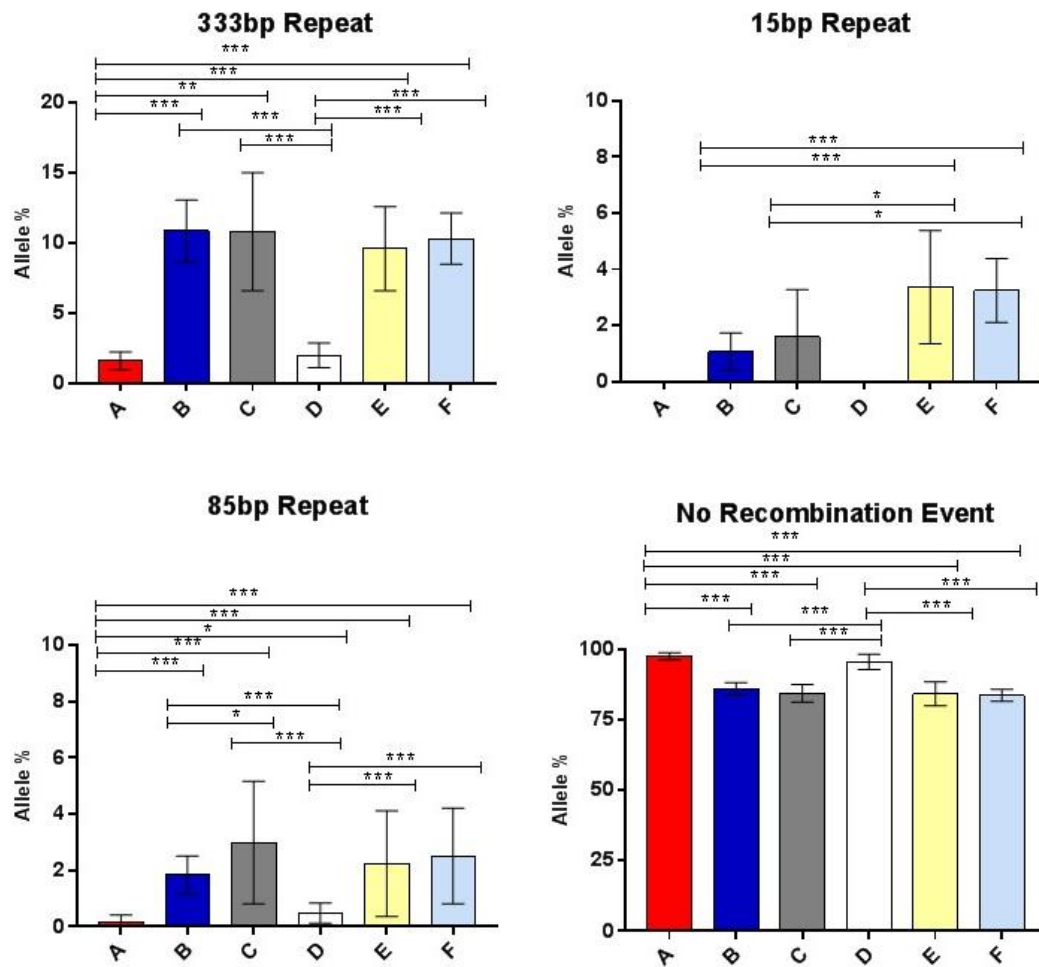 333bp Repeat
***
***
**
***
***
***
***
***
20
15
10
5
0
Allele %
A
B
C
D
E
F
15bp Repeat
***
***
*
*
10
8
6
4
2
0
Allele %
A
B
C
D
E
F
85bp Repeat
***
***
*
***
***
***
*
***
***
***
10
8
6
4
2
0
Allele %
A
B
C
D
E
F
No Recombination Event
***
***
***
***
***
***
***
***
100
75
50
25
0
Allele %
A
B
C
D
E
F